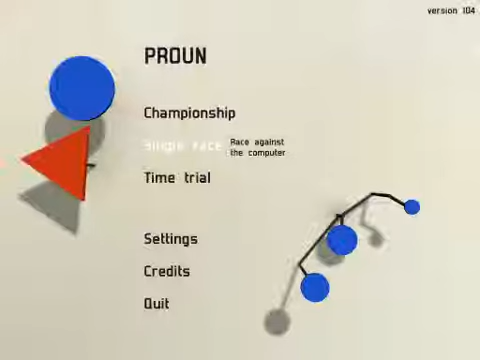 version 104
PROUN
Championship
Single race
Race against
the computer
Time trial
Settings
Credits
Quit